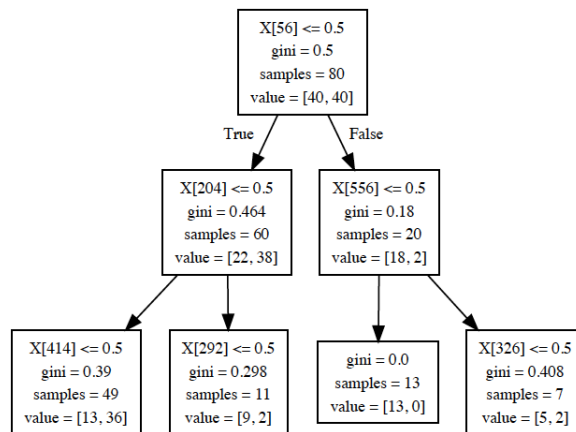 X[56] <= 0.5
gini = 0.5
samples = 80
value = [40, 40]
True
False
X[204] <= 0.5
gini = 0.464
samples = 60
value = [22, 38]
X[556] <= 0.5
gini = 0.18
samples = 20
value = [18, 2]
X[414] <= 0.5
gini = 0.39
samples = 49
value = [13, 36]
X[292] <= 0.5
gini = 0.298
samples = 11
value = [9, 2]
gini = 0.0
samples = 13
value = [13, 0]
X[326] <= 0.5
gini = 0.408
samples = 7
value = [5, 2]